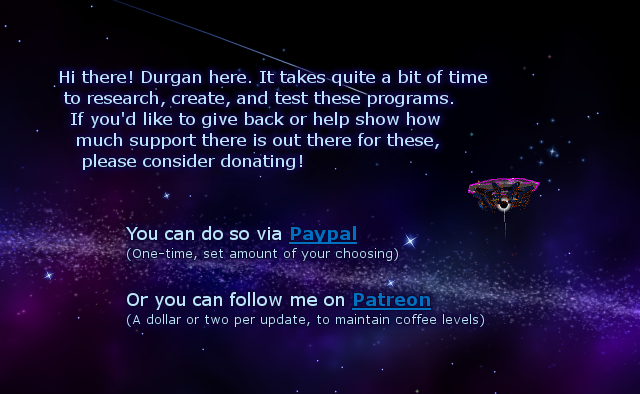 Hi there! Durgan here. It takes quite a bit of time
to research, create, and test these programs.
If you'd like to give back or help show how
much support there is out there for these,
please consider donating!
You can do so via Paypal
(One-time, set amount of your choosing)
Or you can follow me on Patreon
(A dollar or two per update, to maintain coffee levels)